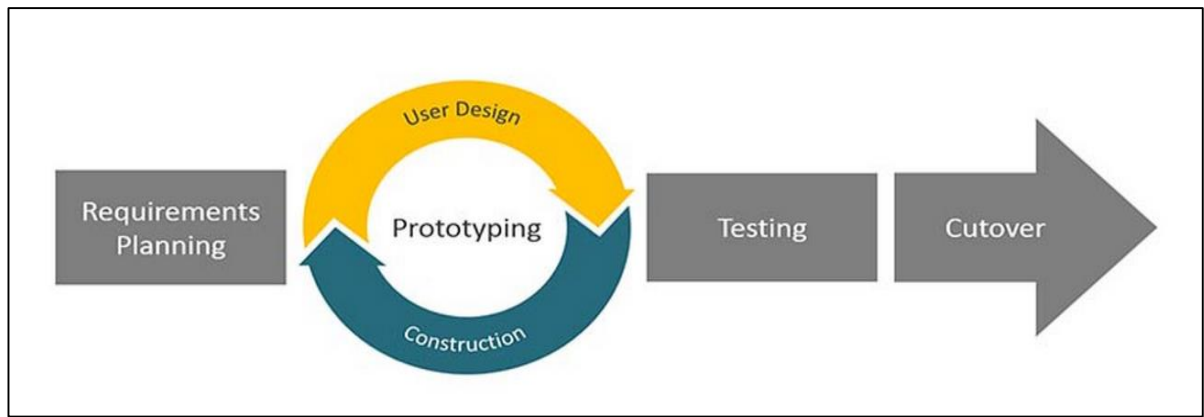 Requirements
Planning
User Design
Prototyping
Construction
Testing
Cutover